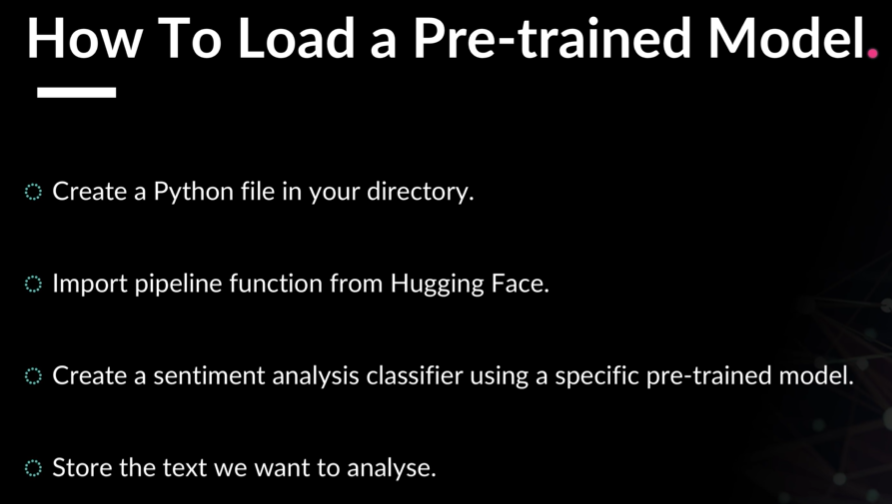 How To Load a Pre-trained Model.
Create a Python file in your directory.
Import pipeline function from Hugging Face.
Create a sentiment analysis classifier using a specific pre-trained model.
Store the text we want to analyse.